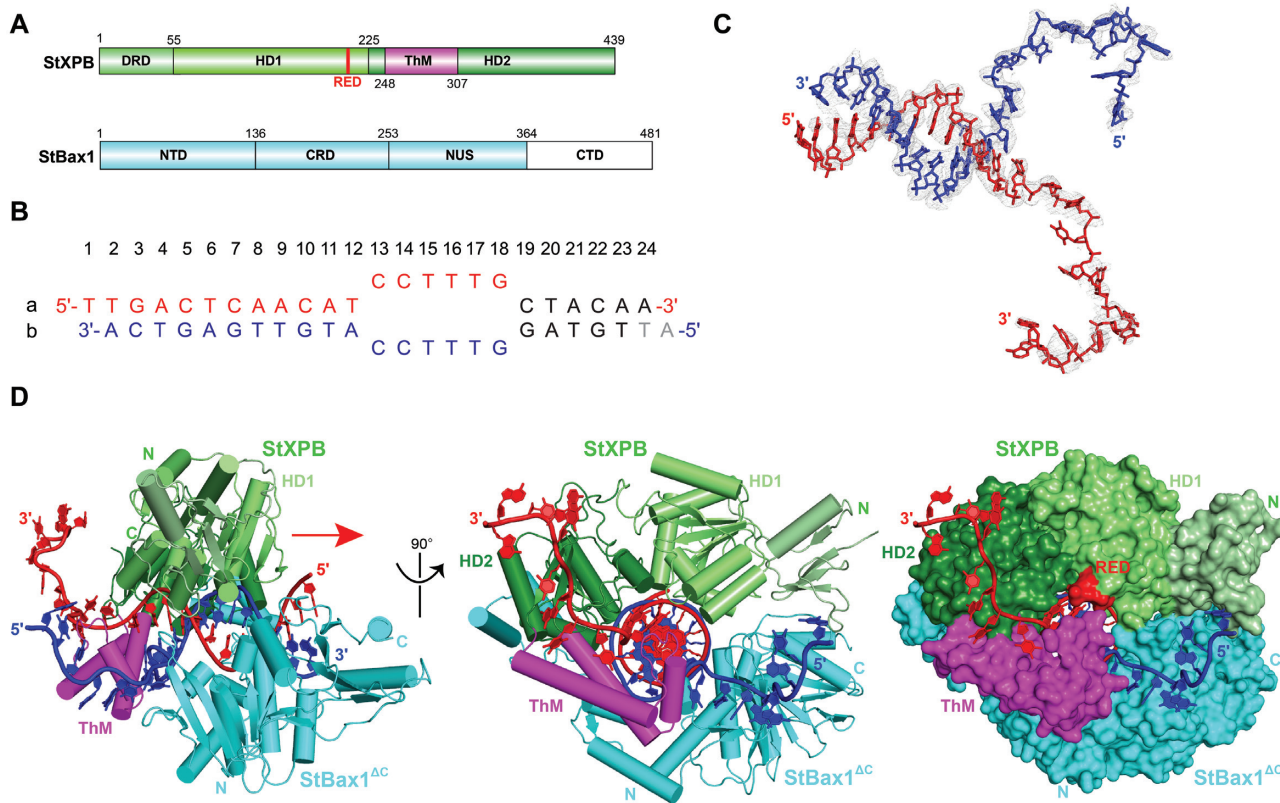 A
1 55 225 439
StXPB DRD HD1 ThM HD2
RED 248 307
1 136 253 364 481
StBax1 NTD CRD NUS CTD
B
1 2 3 4 5 6 7 8 9 10 11 12 13 14 15 16 17 18 19 20 21 22 23 24
C C T T T G
a 5'- T T G A C T C A A C A T C T A C A A -3'
b 3'- A C T G A G T T G T A G A T G T T A -5'
C C T T T G
C
3'
5'
5'
3'
D
StXPB
N
HD1
3'
C
5'
5'
C
3'
ThM
N
StBax1ΔC
90°
StXPB
HD1
3'
N
HD2
5'
C
ThM
N
StBax1ΔC
StXPB
HD1
N
3'
HD2
RED
5'
C
ThM
N
StBax1ΔC